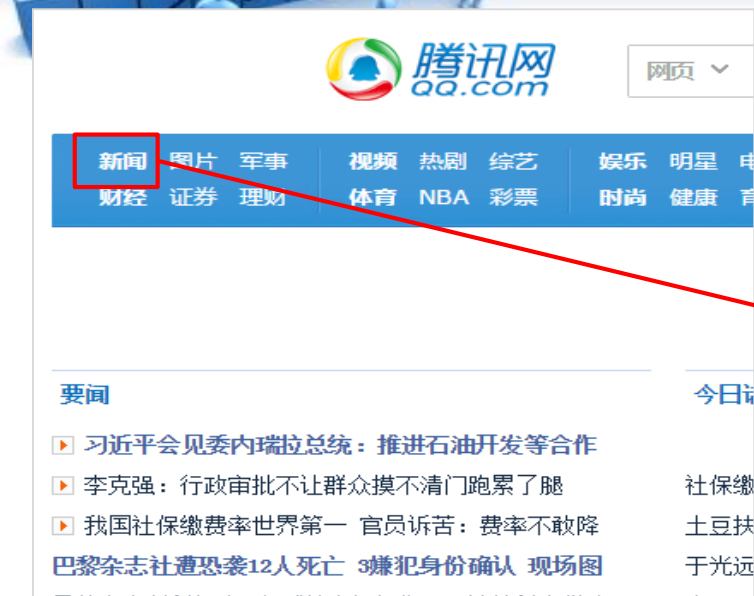 腾讯网
QQ.com
网页
新闻 图片 军事 视频 热剧 综艺 娱乐 明星
财经 证券 理财 体育 NBA 彩票 时尚 健康
要闻
今日
习近平会见委内瑞拉总统：推进石油开发等合作
李克强：行政审批不让群众摸不清门跑累了腿
社保缴
我国社保缴费率世界第一 官员诉苦：费率不敢降
土豆扶
巴黎杂志社遭恐袭12人死亡 3嫌犯身份确认 现场图
于光远